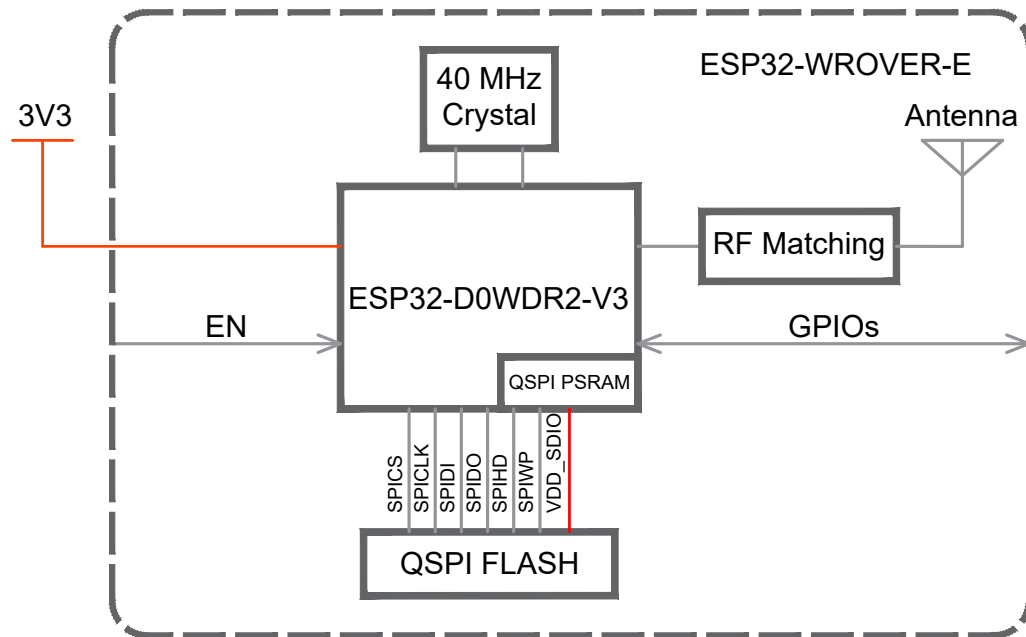 ESP32-WROVER-E
40 MHz
Crystal
3V3
Antenna
RF Matching
ESP32-D0WDR2-V3
EN
GPIOs
QSPI PSRAM
SPICS
SPICLK
SPIDI
SPIDO
SPIHD
SPIWP
VDD_SDIO
QSPI FLASH